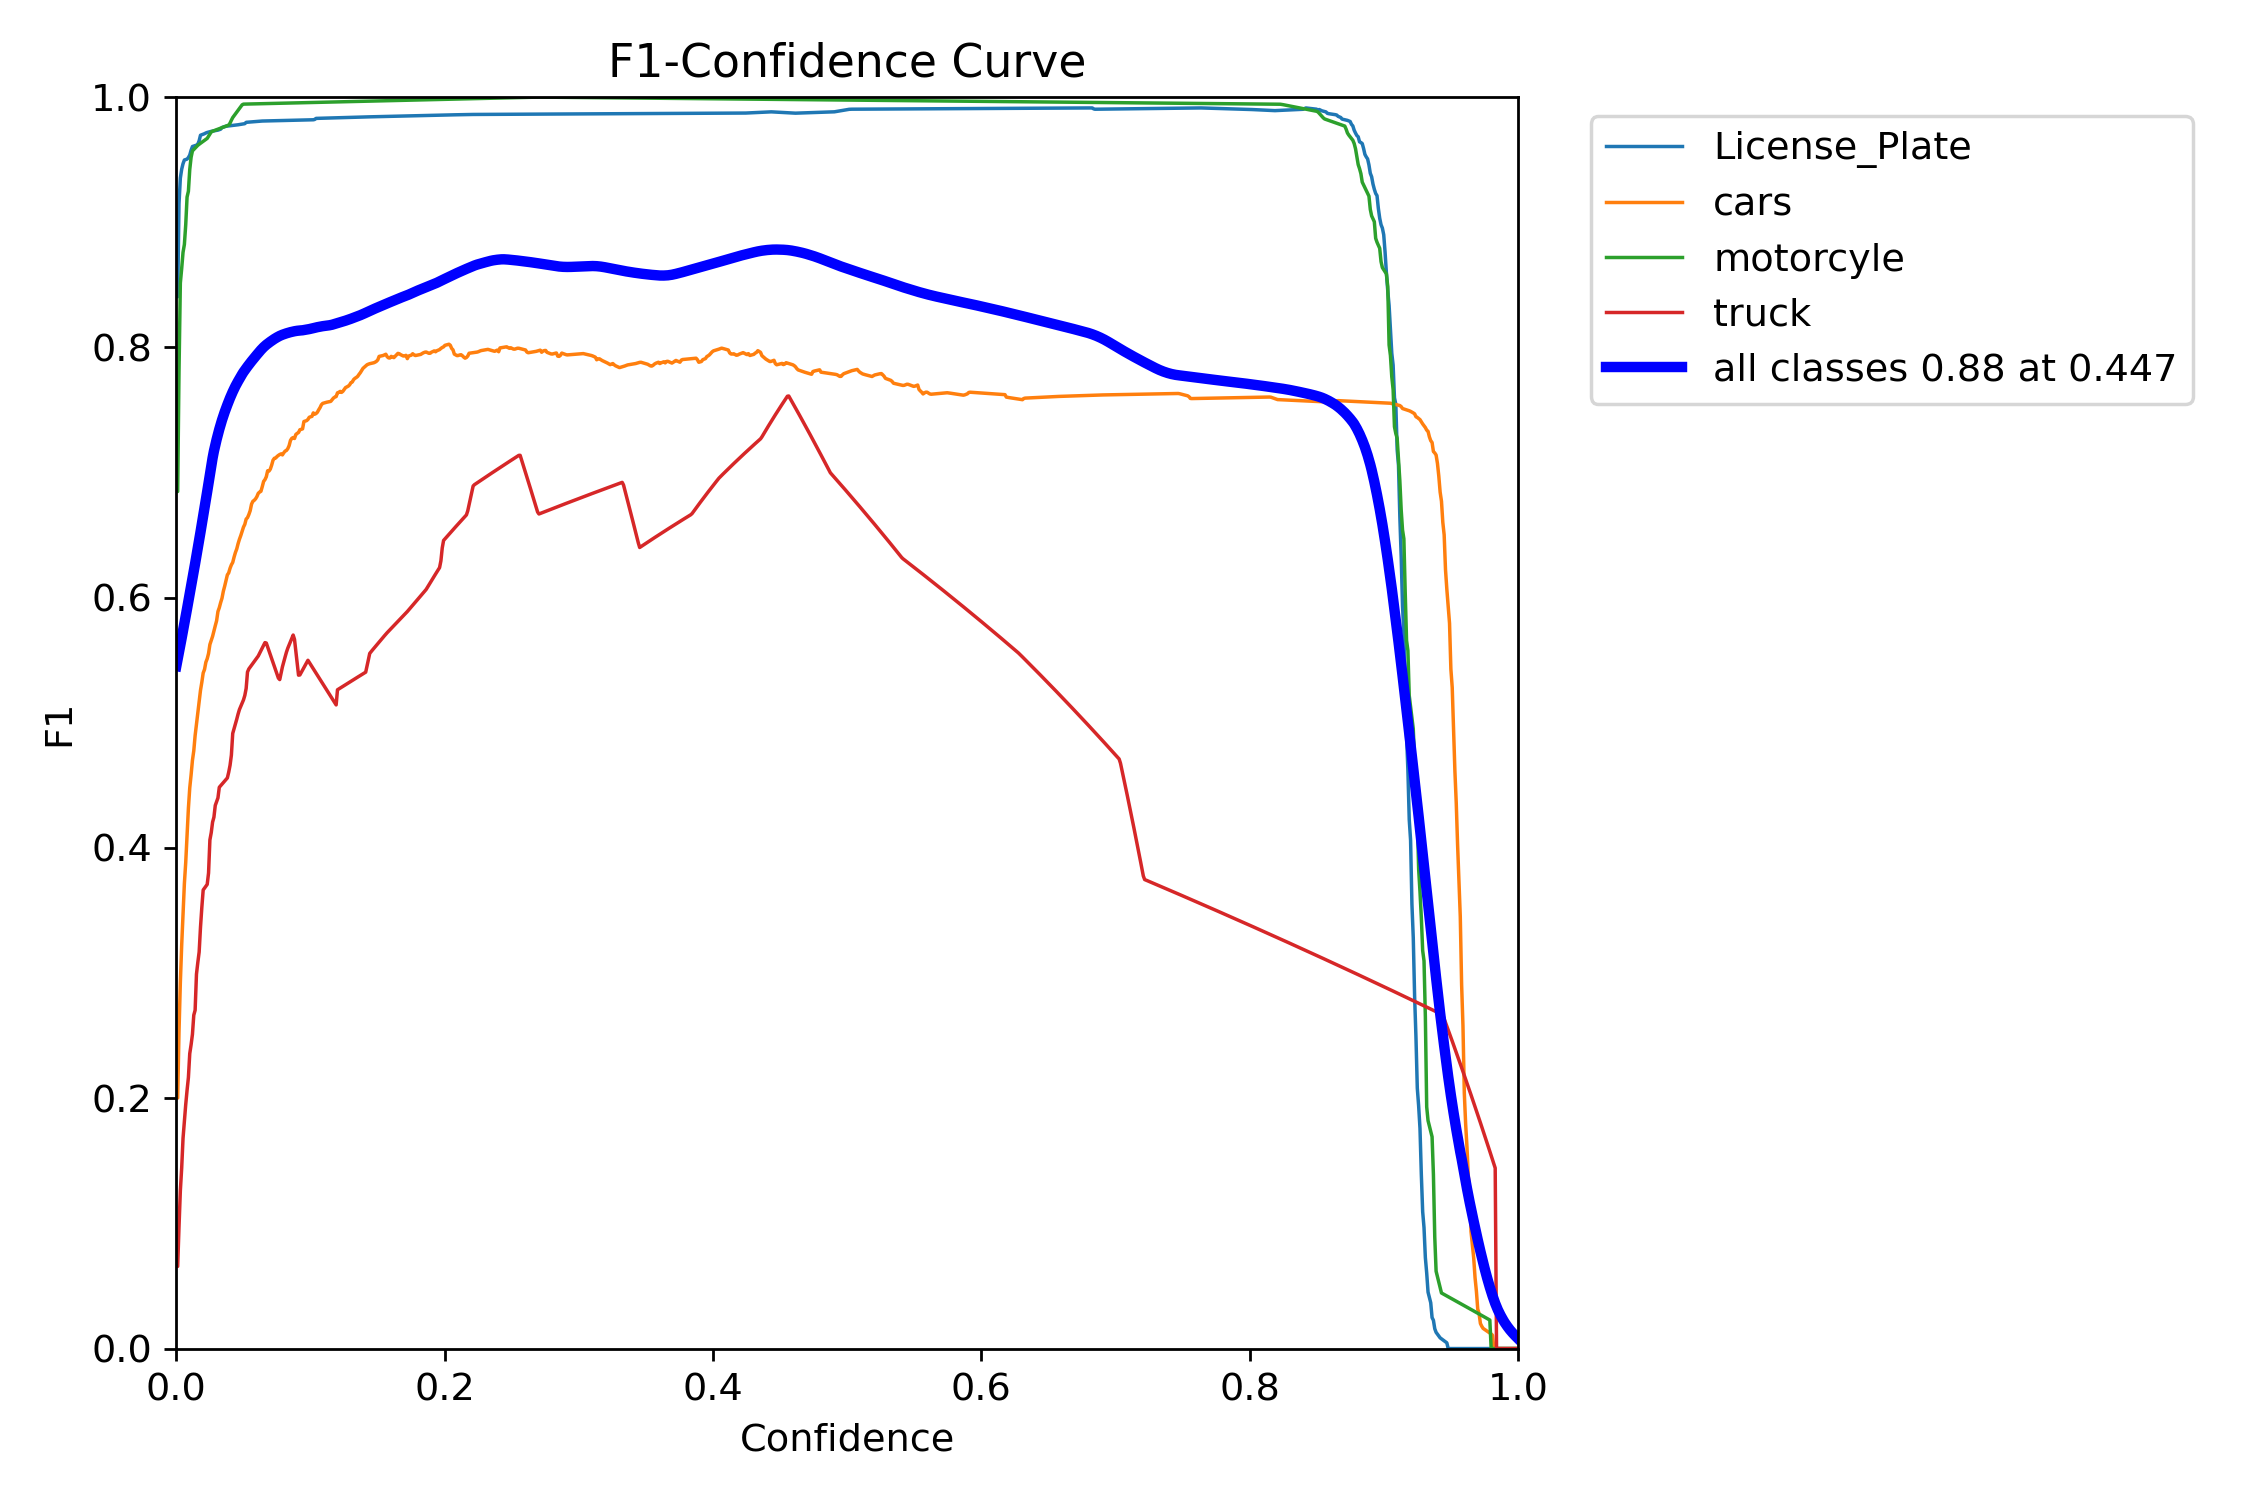 F1-Confidence Curve
1.0
0.8
0.6
0.4
0.2
0.0
F1
0.0 0.2 0.4 0.6 0.8 1.0
Confidence
License_Plate
cars
motorcyle
truck
all classes 0.88 at 0.447